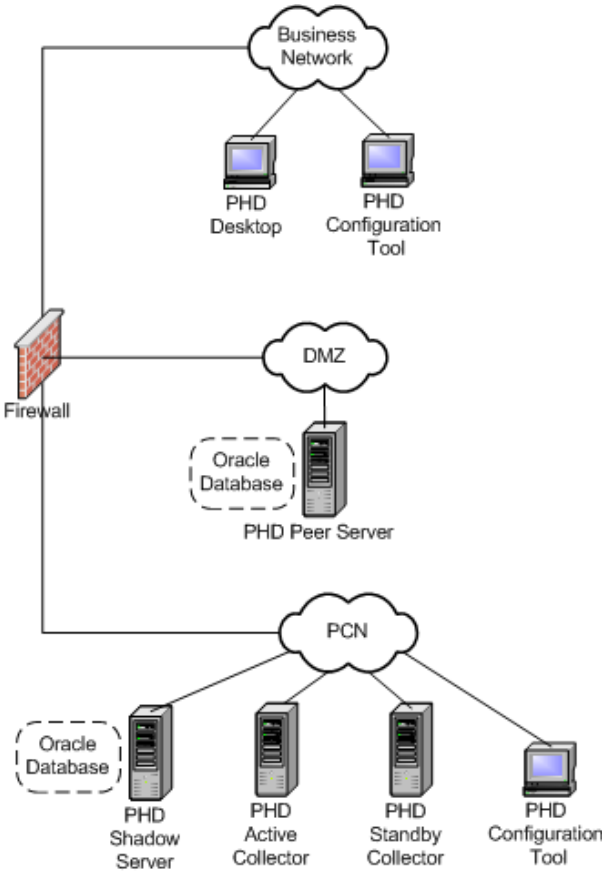 Business
Network
PHD
Desktop
PHD
Configuration
Tool
DMZ
Firewall
Oracle
Database
PHD Peer Server
PCN
Oracle
Database
PHD
Shadow
Server
PHD
Active
Collector
PHD
Standby
Collector
PHD
Configuration
Tool